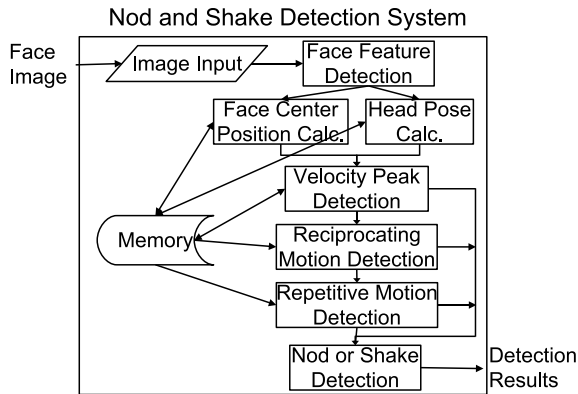 Nod and Shake Detection System
Face
Image
Image Input
Face Feature
Detection
Face Center
Position Calc.
Head Pose
Calc.
Velocity Peak
Detection
Memory
Reciprocating
Motion Detection
Repetitive Motion
Detection
Nod or Shake
Detection
Detection
Results